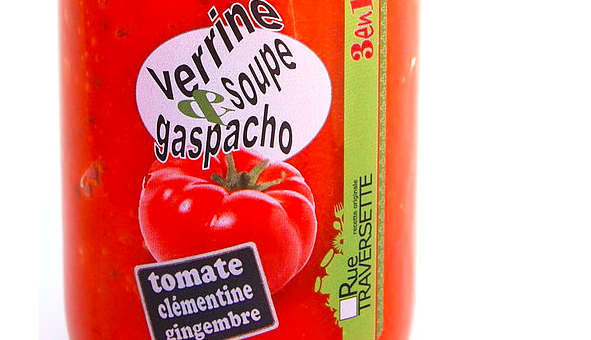 verrine
& soupe
gaspacho
3en1
tomate
clémentine
gingembre
Rue
TRAVERSETTE
recette originale